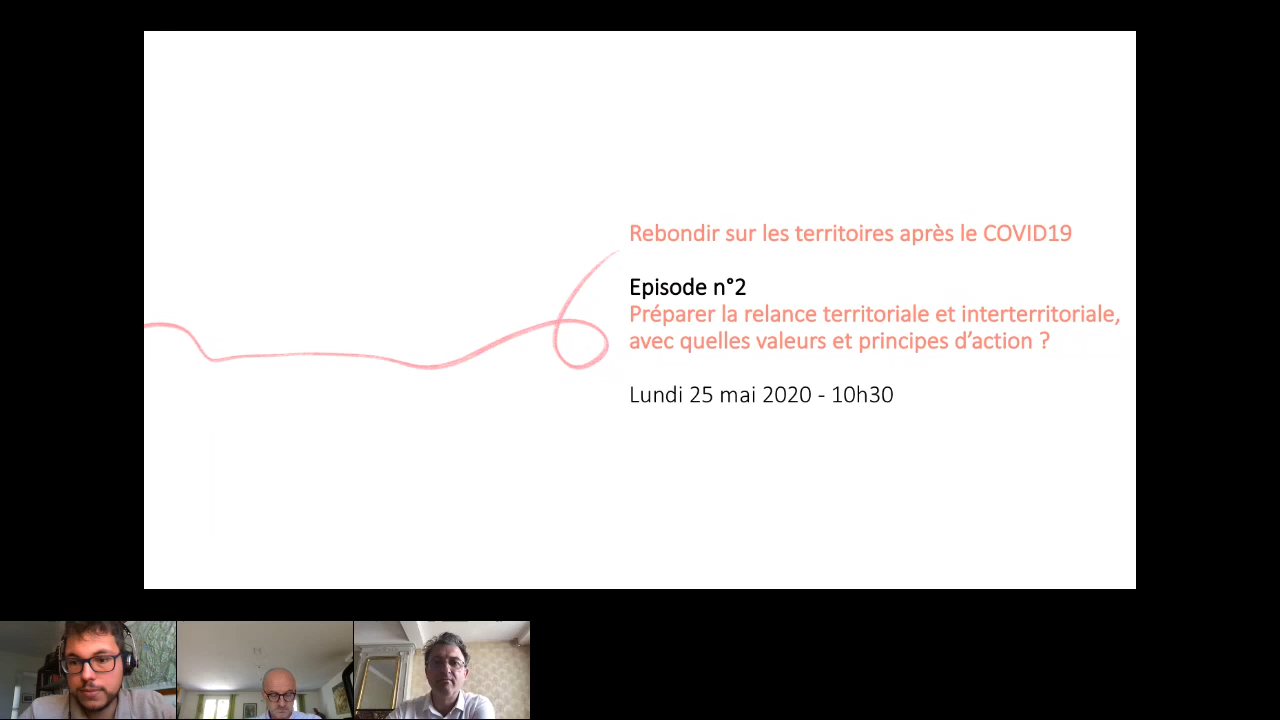 Rebondir sur les territoires après le COVID19
Episode n°2
Préparer la relance territoriale et interterritoriale,
avec quelles valeurs et principes d’action ?
Lundi 25 mai 2020 - 10h30